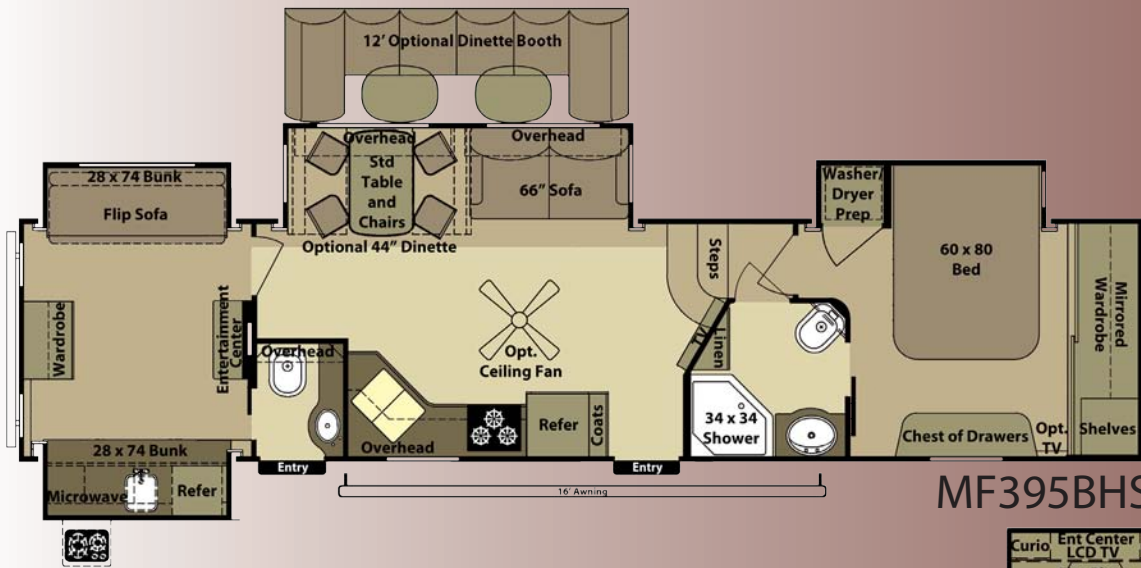 12' Optional Dinette Booth
Overhead
Std
Table
and
Chairs
Overhead
66" Sofa
Optional 44" Dinette
28 x 74 Bunk
Flip Sofa
Wardrobe
Entertainment
Center
Overhead
28 x 74 Bunk
Microwave
Refer
Entry
Overhead
Opt.
Ceiling Fan
Refer
Coats
Entry
16' Awning
Steps
TV
Linen
34 x 34
Shower
Washer/
Dryer
Prep
60 x 80
Bed
Mirrored
Wardrobe
Chest of Drawers
Opt.
TV
Shelves
MF395BHS
Curio
Ent Center
LCD TV